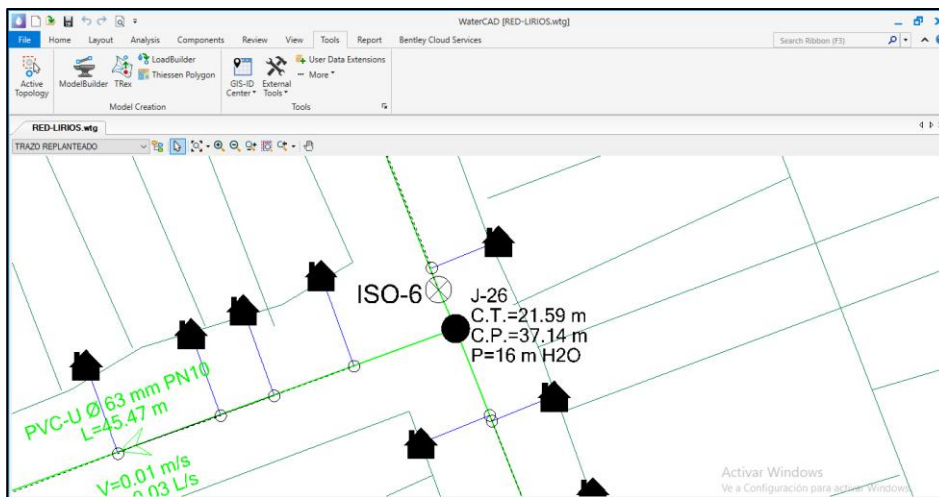 WaterCAD [RED-LIRIOS.wtg]
File Home Layout Analysis Components Review View Tools Report Bentley Cloud Services
Search Ribbon (F3)
Active Topology
ModelBuilder
TRex
LoadBuilder
Thiessen Polygon
Model Creation
GIS-ID Center
External Tools
User Data Extensions
More
Tools
RED-LIRIOS.wtg
TRAZO REPLANTEADO
ISO-6
J-26
C.T.=21.59 m
C.P.=37.14 m
P=16 m H2O
PVC-U Ø 63 mm PN10
L=45.47 m
V=0.01 m/s
0.03 L/s
Activar Windows
Ve a Configuración para activar Windows.